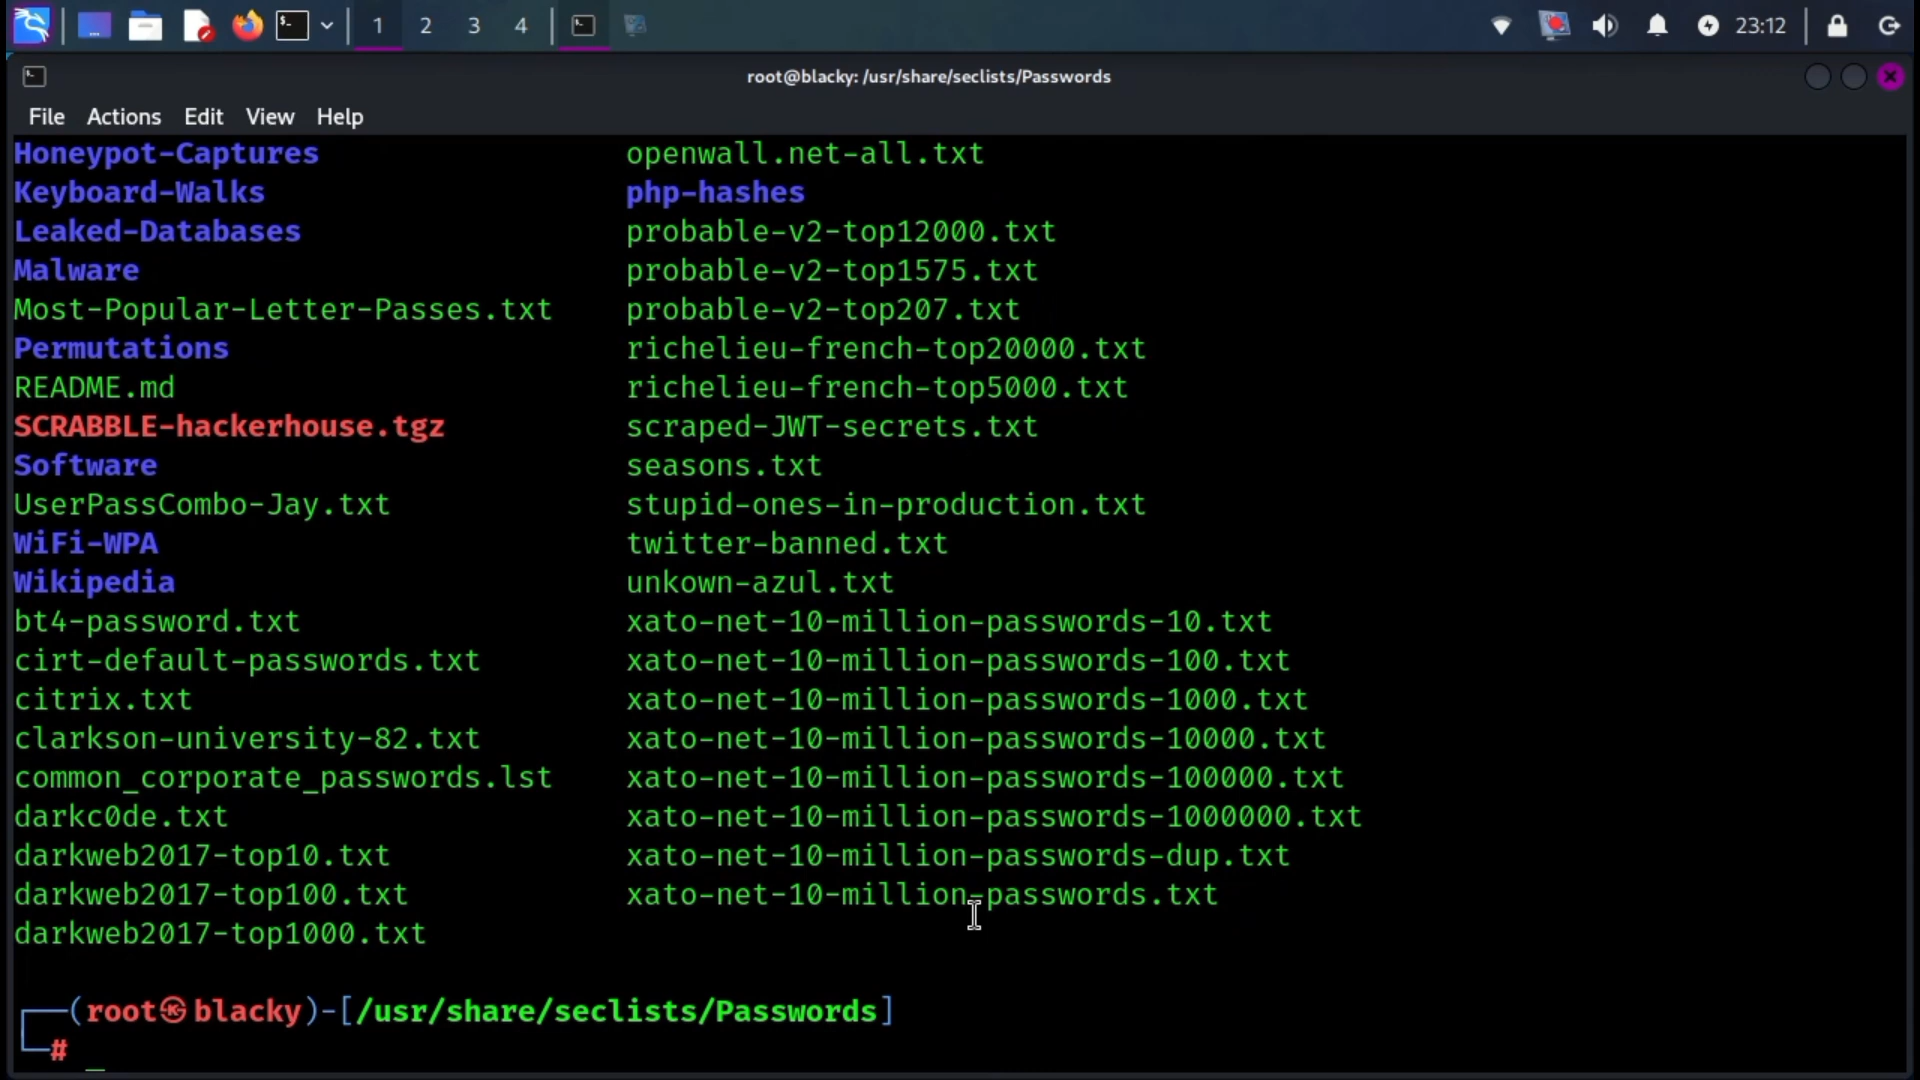 1 2 3 4 23:12
root@blacky: /usr/share/seclists/Passwords
File Actions Edit View Help
Honeypot-Captures openwall.net-all.txt
Keyboard-Walks php-hashes
Leaked-Databases probable-v2-top12000.txt
Malware probable-v2-top1575.txt
Most-Popular-Letter-Passes.txt probable-v2-top207.txt
Permutations richelieu-french-top20000.txt
README.md richelieu-french-top5000.txt
SCRABBLE-hackerhouse.tgz scraped-JWT-secrets.txt
Software seasons.txt
UserPassCombo-Jay.txt stupid-ones-in-production.txt
WiFi-WPA twitter-banned.txt
Wikipedia unkown-azul.txt
bt4-password.txt xato-net-10-million-passwords-10.txt
cirt-default-passwords.txt xato-net-10-million-passwords-100.txt
citrix.txt xato-net-10-million-passwords-1000.txt
clarkson-university-82.txt xato-net-10-million-passwords-10000.txt
common_corporate_passwords.lst xato-net-10-million-passwords-100000.txt
darkc0de.txt xato-net-10-million-passwords-1000000.txt
darkweb2017-top10.txt xato-net-10-million-passwords-dup.txt
darkweb2017-top100.txt xato-net-10-million-passwords.txt
darkweb2017-top1000.txt
┌──(root㉿blacky)-[/usr/share/seclists/Passwords]
└─# _